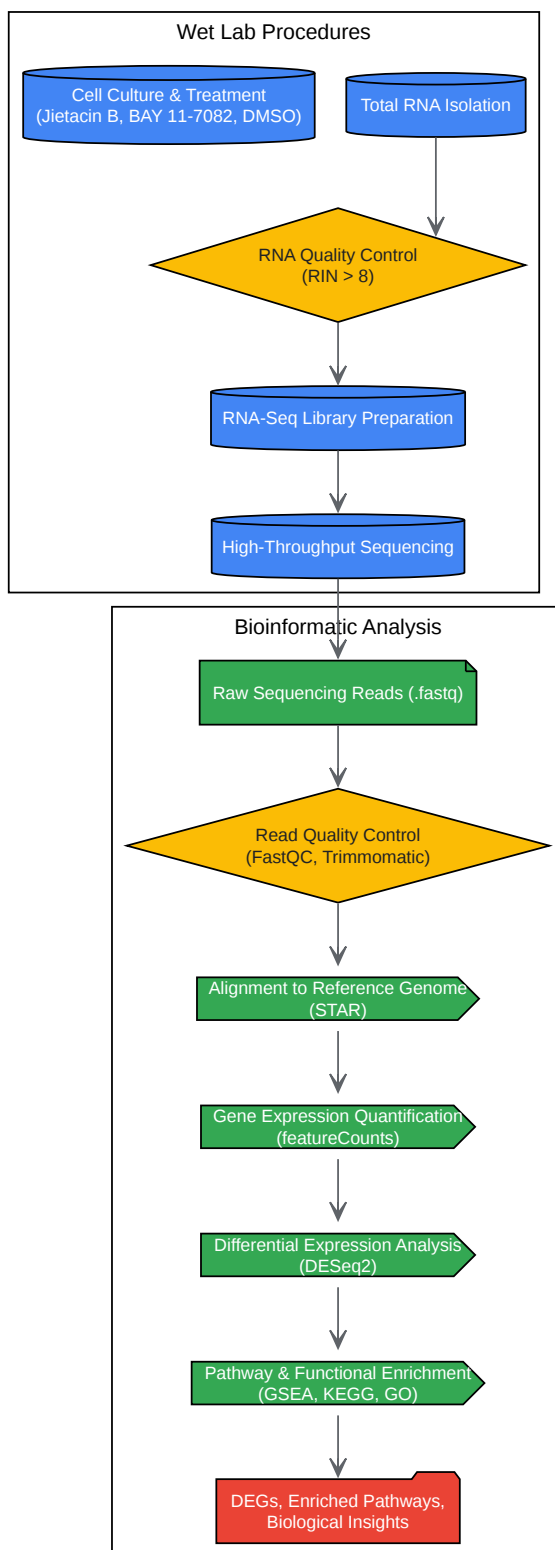 Wet Lab Procedures
Cell Culture & Treatment
(Jietacin B, BAY 11-7082, DMSO)
Total RNA Isolation
RNA Quality Control
(RIN > 8)
RNA-Seq Library Preparation
High-Throughput Sequencing
Bioinformatic Analysis
Raw Sequencing Reads (.fastq)
Read Quality Control
(FastQC, Trimmomatic)
Alignment to Reference Genome
(STAR)
Gene Expression Quantification
(featureCounts)
Differential Expression Analysis
(DESeq2)
Pathway & Functional Enrichment
(GSEA, KEGG, GO)
DEGs, Enriched Pathways,
Biological Insights